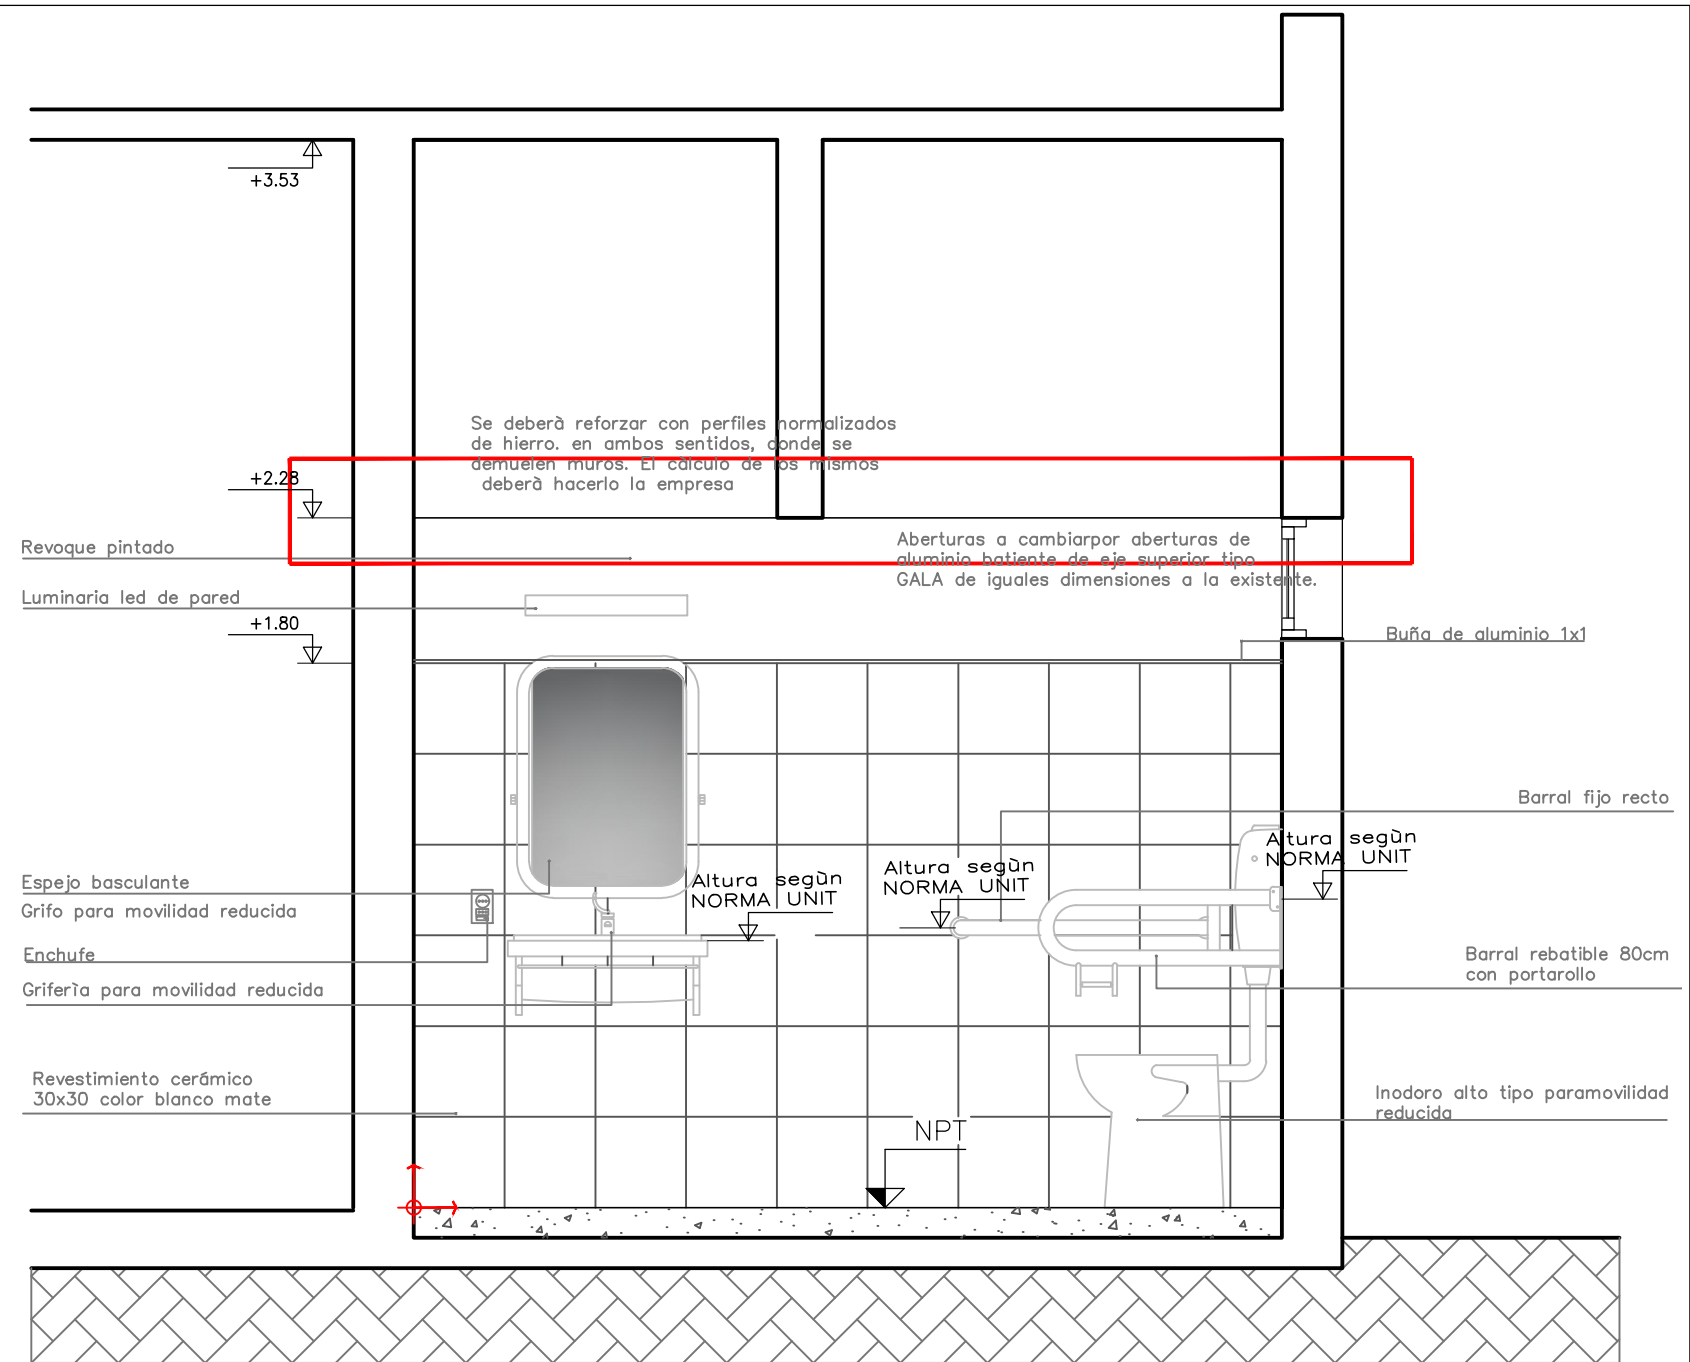 +3.53
Se deberà reforzar con perfiles normalizados
de hierro. en ambos sentidos, donde se
demuelen muros. El càlculo de los mismos
deberà hacerlo la empresa
+2.28
Revoque pintado
Aberturas a cambiarpor aberturas de
aluminio batiente de eje superior tipo
GALA de iguales dimensiones a la existente.
Luminaria led de pared
+1.80
Buña de aluminio 1x1
Barral fijo recto
Altura segùn
NORMA UNIT
Altura segùn
NORMA UNIT
Altura segùn
NORMA UNIT
Espejo basculante
Grifo para movilidad reducida
Enchufe
Barral rebatible 80cm
con portarollo
Griferìa para movilidad reducida
Revestimiento cerámico
30x30 color blanco mate
Inodoro alto tipo paramovilidad
reducida
NPT